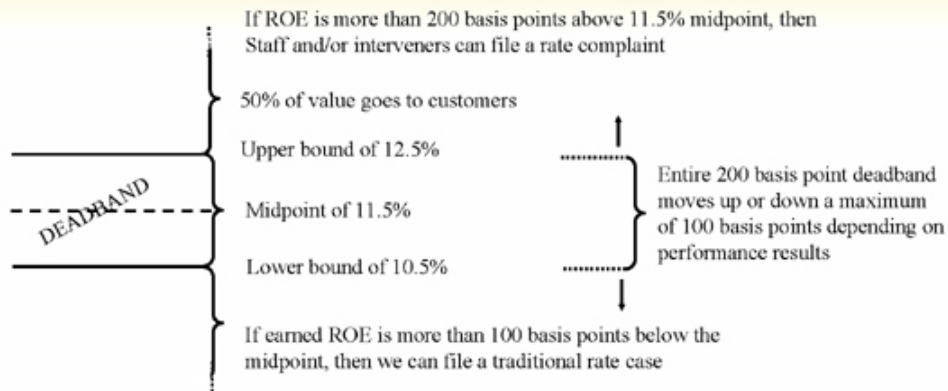 If ROE is more than 200 basis points above 11.5% midpoint, then
Staff and/or interveners can file a rate complaint
50% of value goes to customers
Upper bound of 12.5%
DEADBAND
Midpoint of 11.5%
Lower bound of 10.5%
Entire 200 basis point deadband
moves up or down a maximum
of 100 basis points depending on
performance results
If earned ROE is more than 100 basis points below the
midpoint, then we can file a traditional rate case